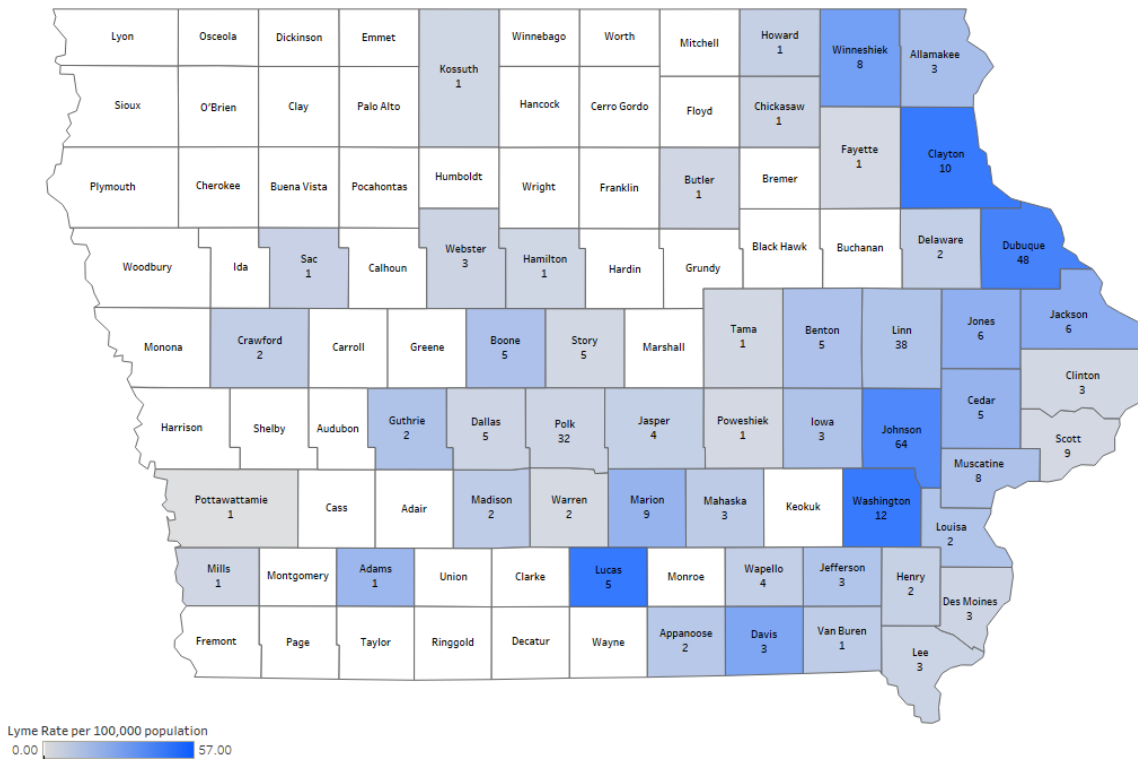 Lyon
Osceola
Dickinson
Emmet
Kossuth
1
Winnebago
Worth
Mitchell
Howard
1
Winneshiek
8
Allamakee
3
Sioux
O'Brien
Clay
Palo Alto
Hancock
Cerro Gordo
Floyd
Chickasaw
1
Fayette
1
Clayton
10
Plymouth
Cherokee
Buena Vista
Pocahontas
Humboldt
Wright
Franklin
Butler
1
Bremer
Woodbury
Ida
Sac
1
Calhoun
Webster
3
Hamilton
1
Hardin
Grundy
Black Hawk
Buchanan
Delaware
2
Dubuque
48
Monona
Crawford
2
Carroll
Greene
Boone
5
Story
5
Marshall
Tama
1
Benton
5
Linn
38
Jones
6
Jackson
6
Clinton
3
Harrison
Shelby
Audubon
Guthrie
2
Dallas
5
Polk
32
Jasper
4
Poweshiek
1
Iowa
3
Johnson
64
Cedar
5
Scott
9
Muscatine
8
Pottawattamie
1
Cass
Adair
Madison
2
Warren
2
Marion
9
Mahaska
3
Keokuk
Washington
12
Louisa
2
Mills
1
Montgomery
Adams
1
Union
Clarke
Lucas
5
Monroe
Wapello
4
Jefferson
3
Henry
2
Des Moines
3
Fremont
Page
Taylor
Ringgold
Decatur
Wayne
Appanoose
2
Davis
3
Van Buren
1
Lee
3
Lyme Rate per 100,000 population
0.00 57.00